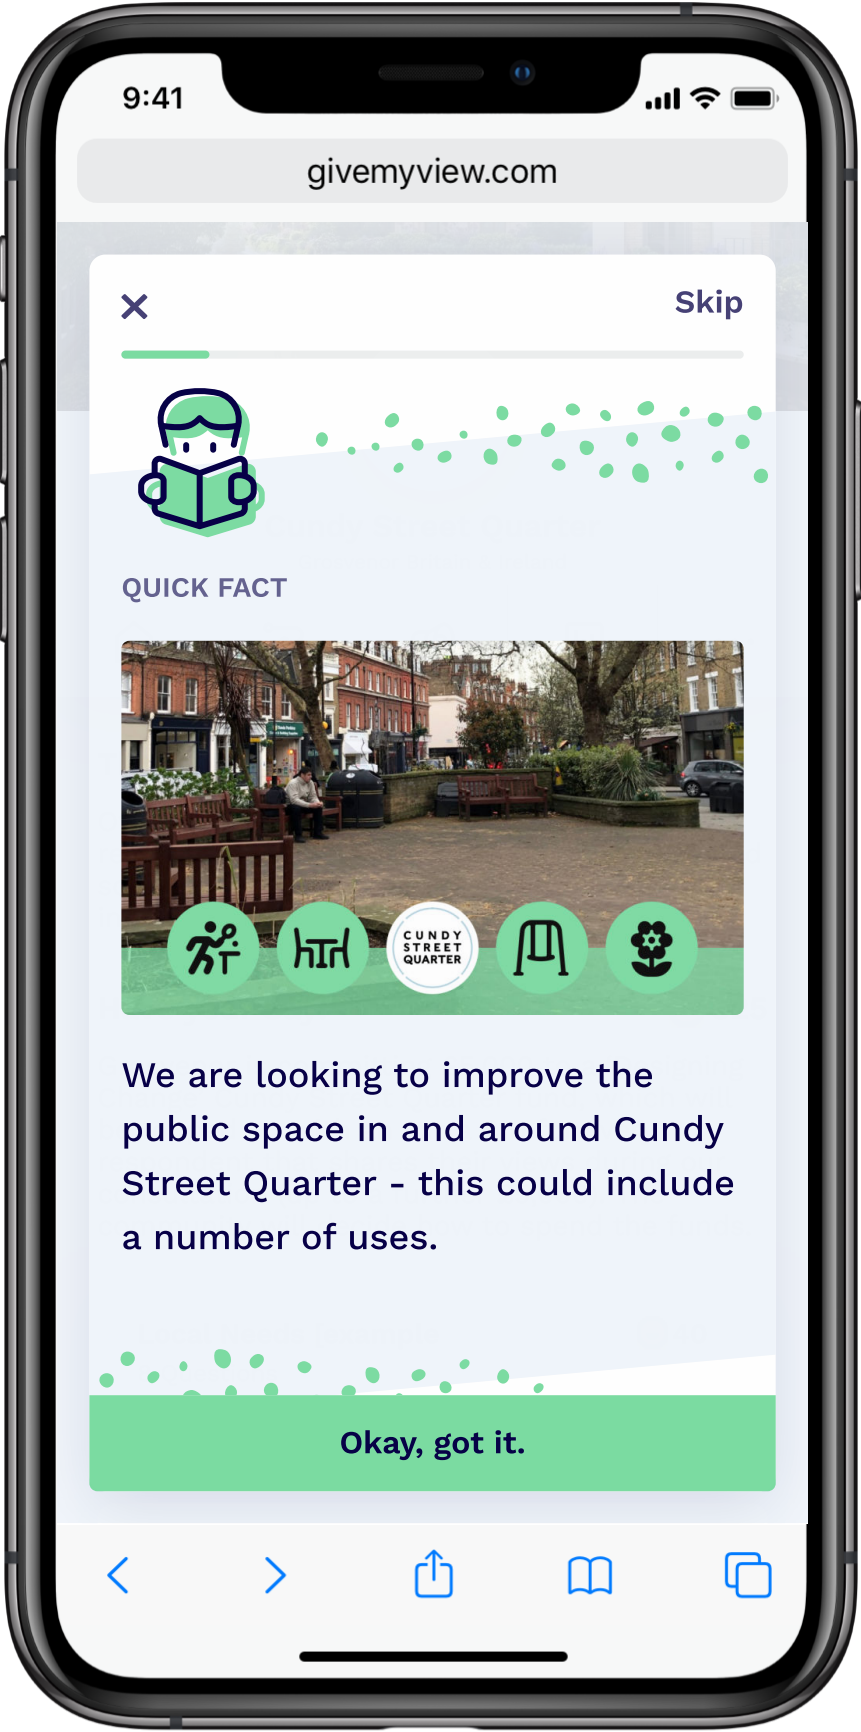 9:41
givemyview.com
Skip
QUICK FACT
CUNDY
STREET
QUARTER
We are looking to improve the
public space in and around Cundy
Street Quarter - this could include
a number of uses.
Okay, got it.